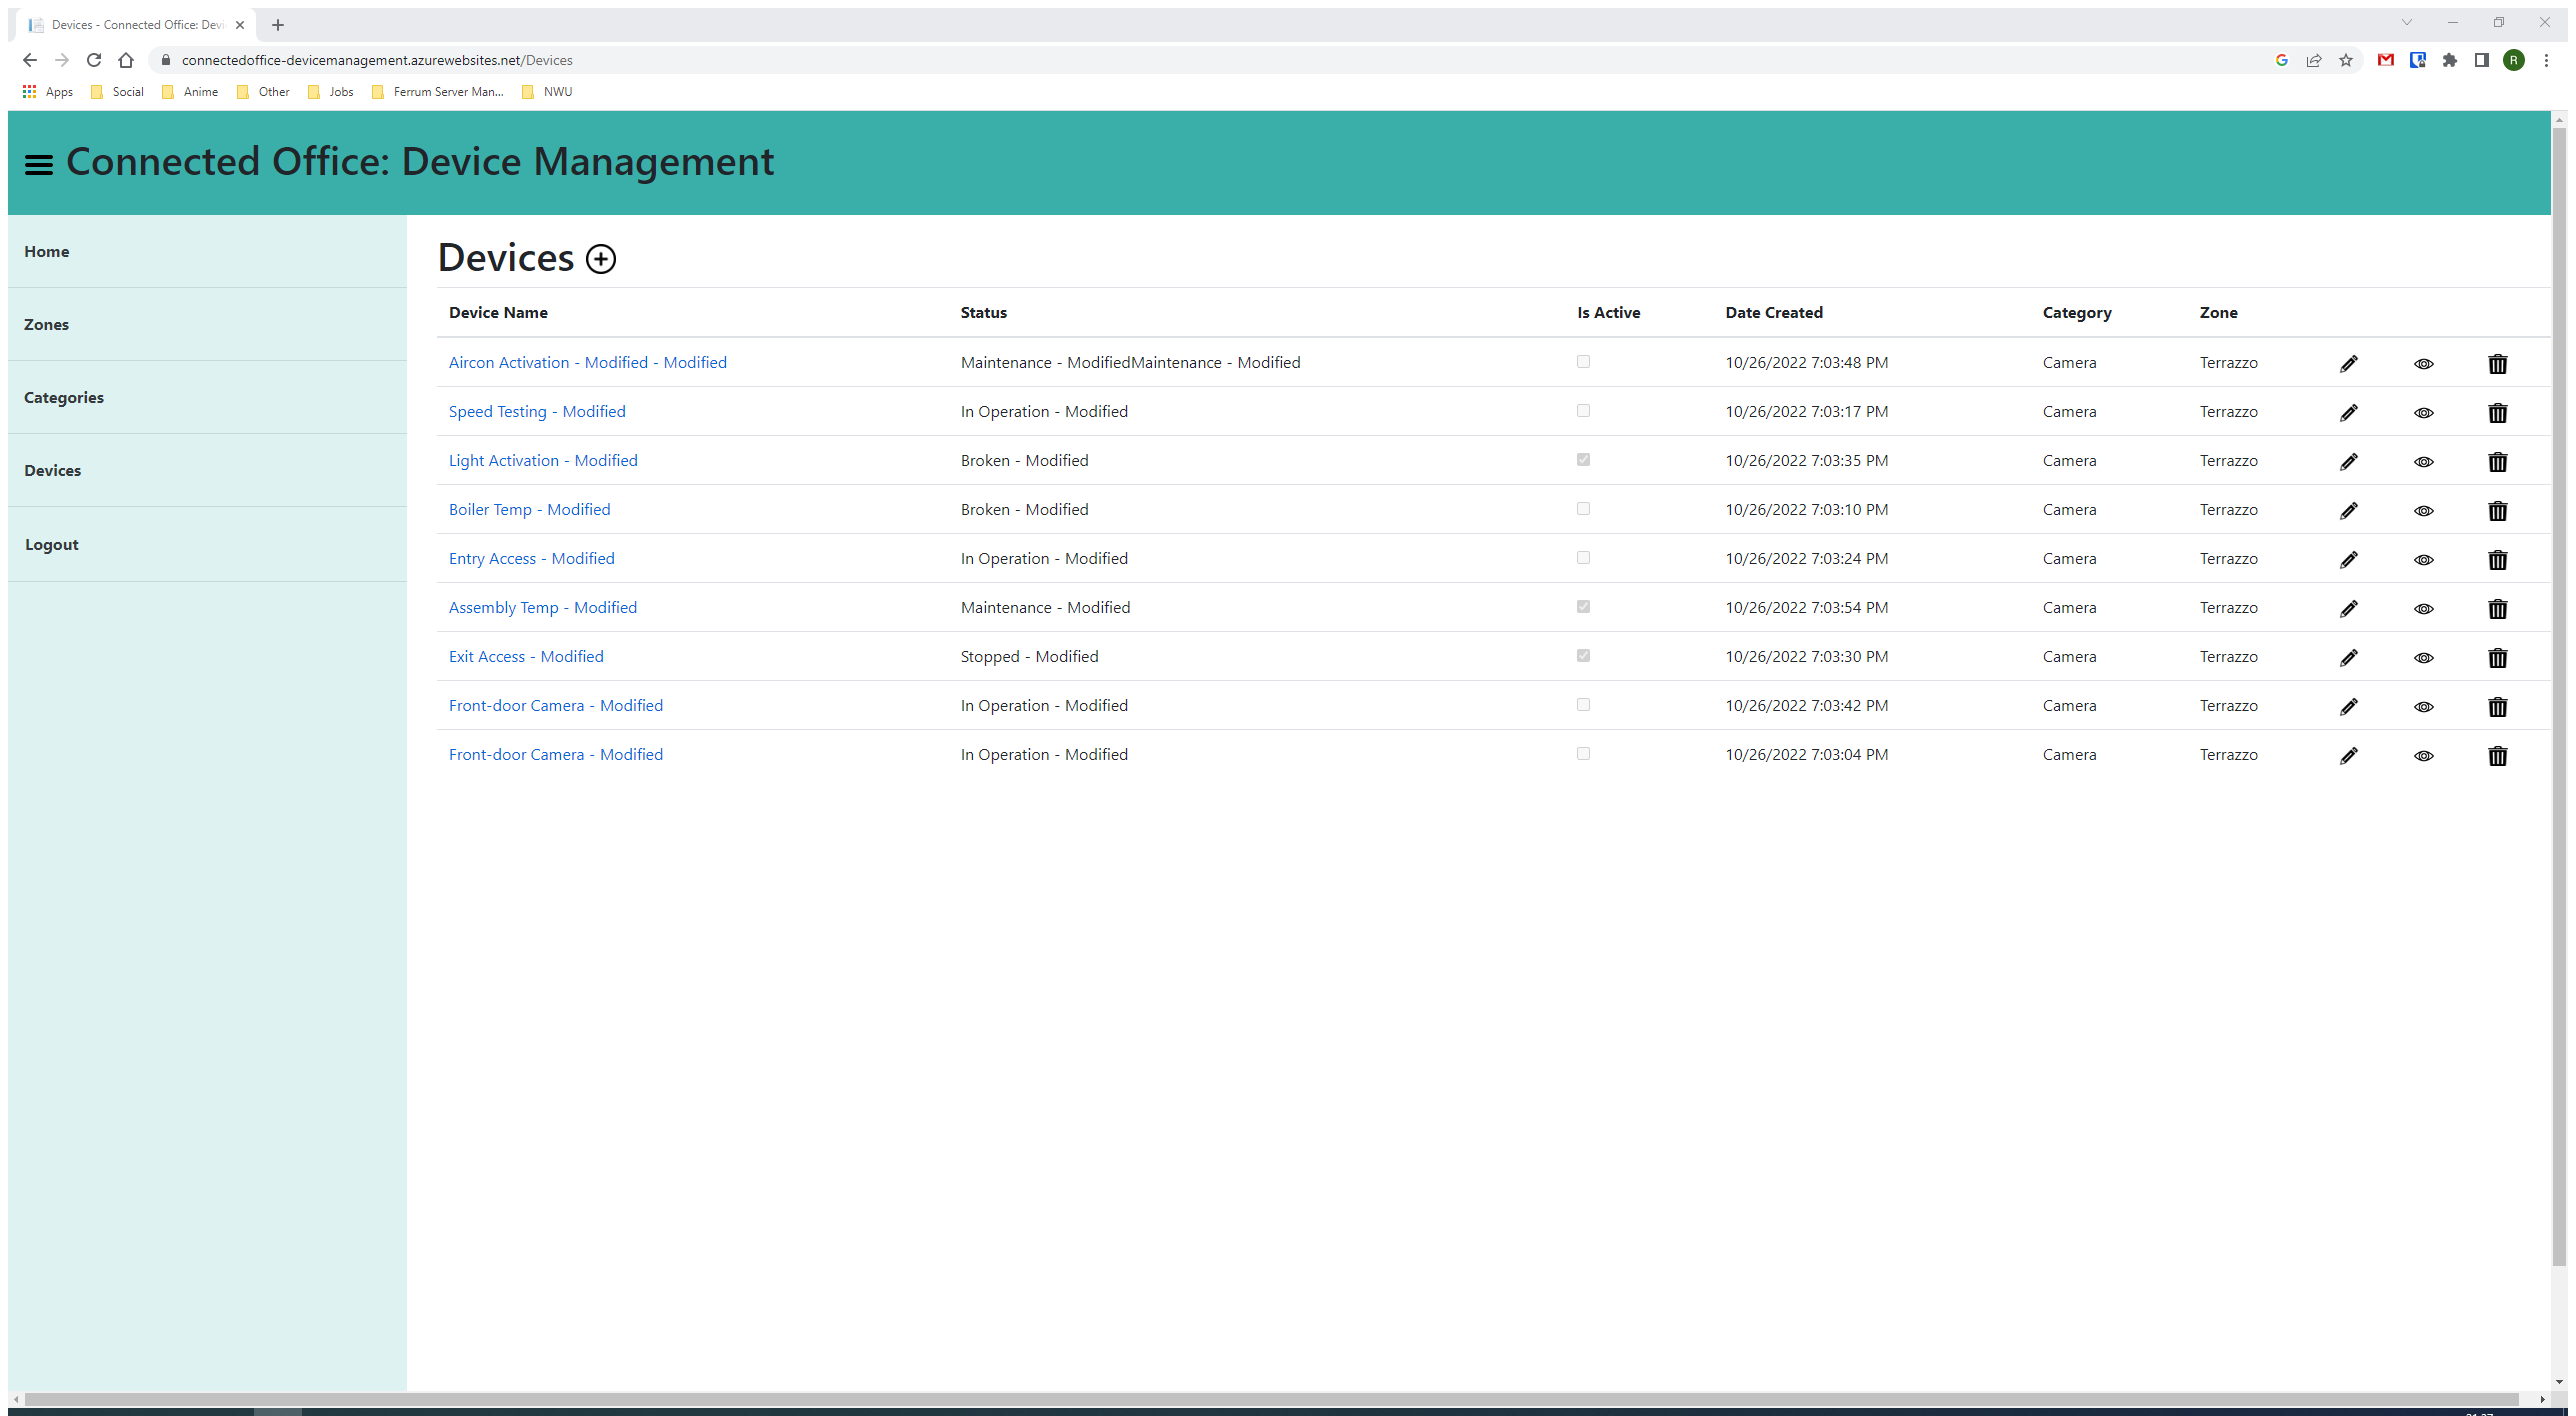 Devices - Connected Office: Devi
connectedoffice-devicemanagement.azurewebsites.net/Devices
R
Apps Social Anime Other Jobs Ferrum Server Man... NWU
Connected Office: Device Management
Home
Zones
Categories
Devices
Logout
Devices
Device Name Status Is Active Date Created Category Zone
Aircon Activation - Modified - Modified Maintenance - ModifiedMaintenance - Modified 10/26/2022 7:03:48 PM Camera Terrazzo
Speed Testing - Modified In Operation - Modified 10/26/2022 7:03:17 PM Camera Terrazzo
Light Activation - Modified Broken - Modified 10/26/2022 7:03:35 PM Camera Terrazzo
Boiler Temp - Modified Broken - Modified 10/26/2022 7:03:10 PM Camera Terrazzo
Entry Access - Modified In Operation - Modified 10/26/2022 7:03:24 PM Camera Terrazzo
Assembly Temp - Modified Maintenance - Modified 10/26/2022 7:03:54 PM Camera Terrazzo
Exit Access - Modified Stopped - Modified 10/26/2022 7:03:30 PM Camera Terrazzo
Front-door Camera - Modified In Operation - Modified 10/26/2022 7:03:42 PM Camera Terrazzo
Front-door Camera - Modified In Operation - Modified 10/26/2022 7:03:04 PM Camera Terrazzo